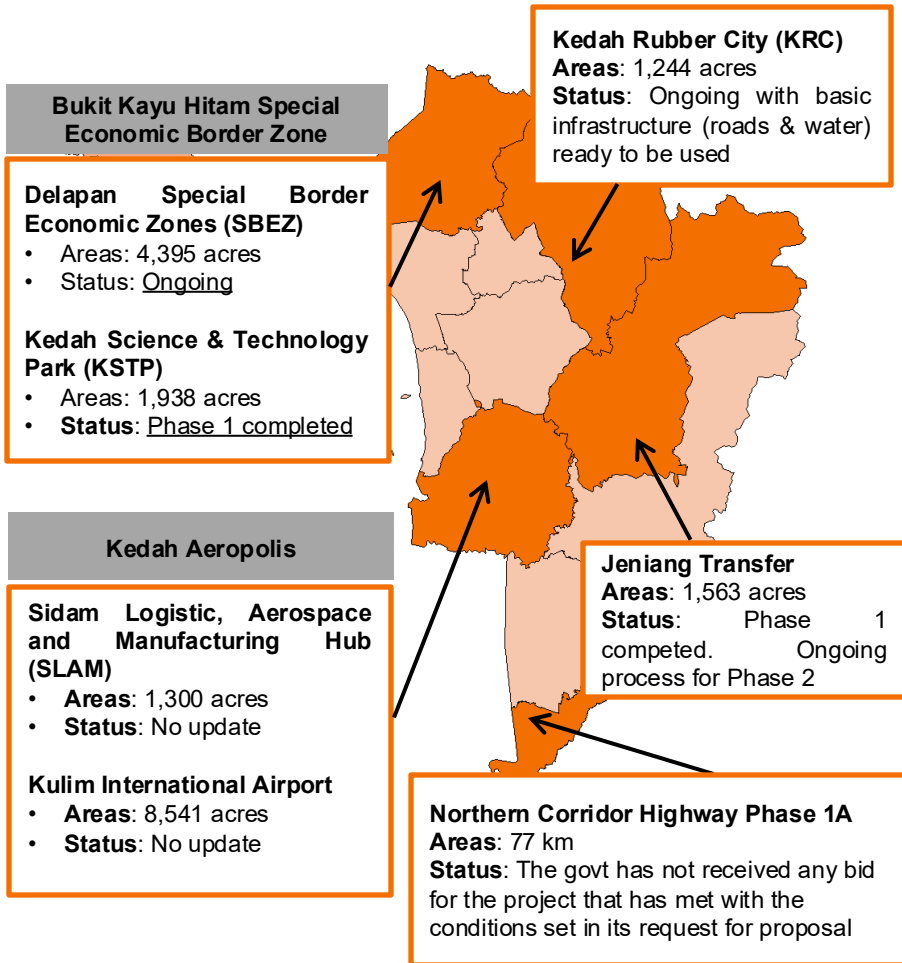 Bukit Kayu Hitam Special
Economic Border Zone
Delapan Special Border
Economic Zones (SBEZ)
• Areas: 4,395 acres
• Status: Ongoing
Kedah Science & Technology
Park (KSTP)
• Areas: 1,938 acres
• Status: Phase 1 completed
Kedah Rubber City (KRC)
Areas: 1,244 acres
Status: Ongoing with basic
infrastructure (roads & water)
ready to be used
Kedah Aeropolis
Sidam Logistic, Aerospace
and Manufacturing Hub
(SLAM)
• Areas: 1,300 acres
• Status: No update
Kulim International Airport
• Areas: 8,541 acres
• Status: No update
Jeniang Transfer
Areas: 1,563 acres
Status: Phase 1
competed. Ongoing
process for Phase 2
Northern Corridor Highway Phase 1A
Areas: 77 km
Status: The govt has not received any bid
for the project that has met with the
conditions set in its request for proposal